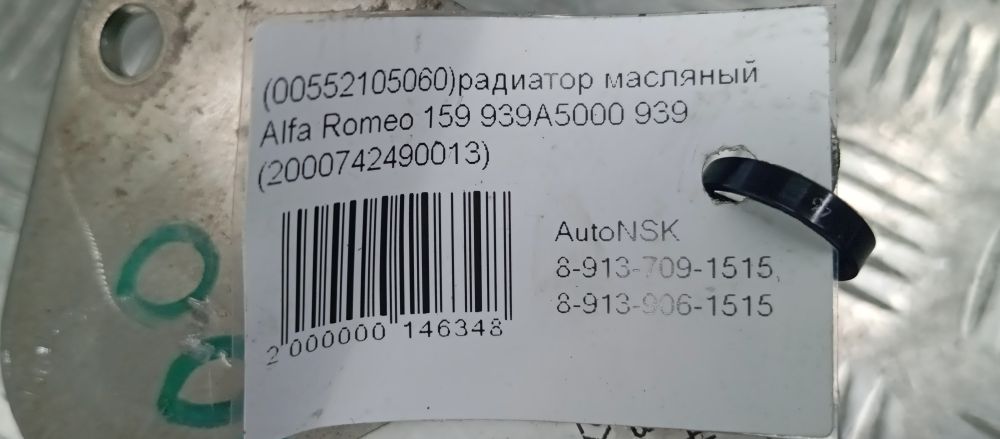 (00552105060)радиатор масляный
Alfa Romeo 159 939A5000 939
(2000742490013)
AutoNSK
8-913-709-1515,
8-913-906-1515
2 000000 146348